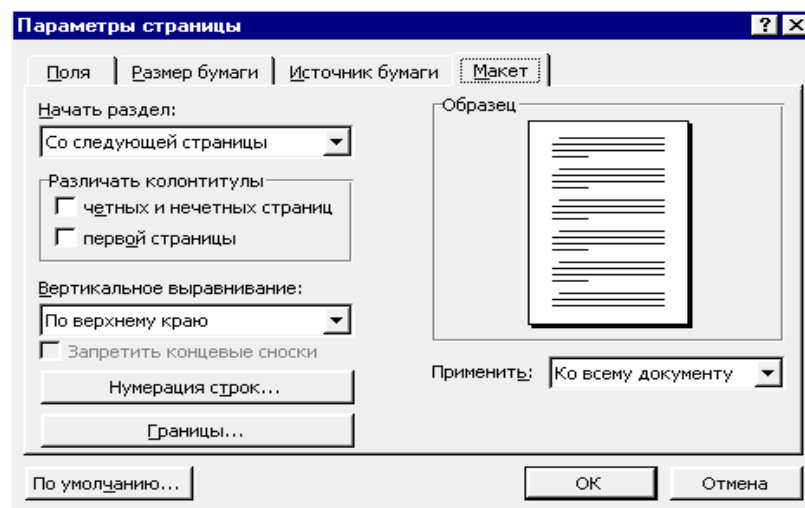 Параметры страницы
Поля Размер бумаги Источник бумаги Макет
Начать раздел:
Со следующей страницы
Различать колонтитулы
четных и нечетных страниц
первой страницы
Вертикальное выравнивание:
По верхнему краю
Запретить концевые сноски
Нумерация строк...
Границы...
Образец
Применить: Ко всему документу
По умолчанию... ОК Отмена